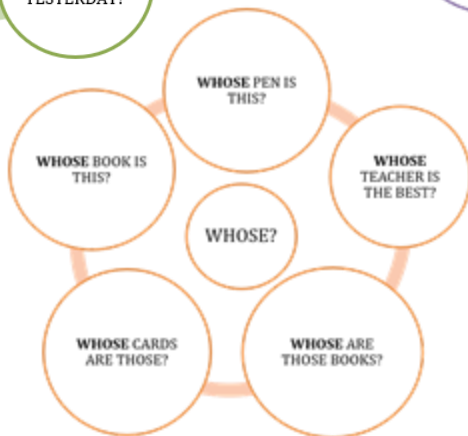 YESTERDAY?
WHOSE PEN IS
THIS?
WHOSE BOOK IS
THIS?
WHOSE
TEACHER IS
THE BEST?
WHOSE?
WHOSE CARDS
ARE THOSE?
WHOSE ARE
THOSE BOOKS?